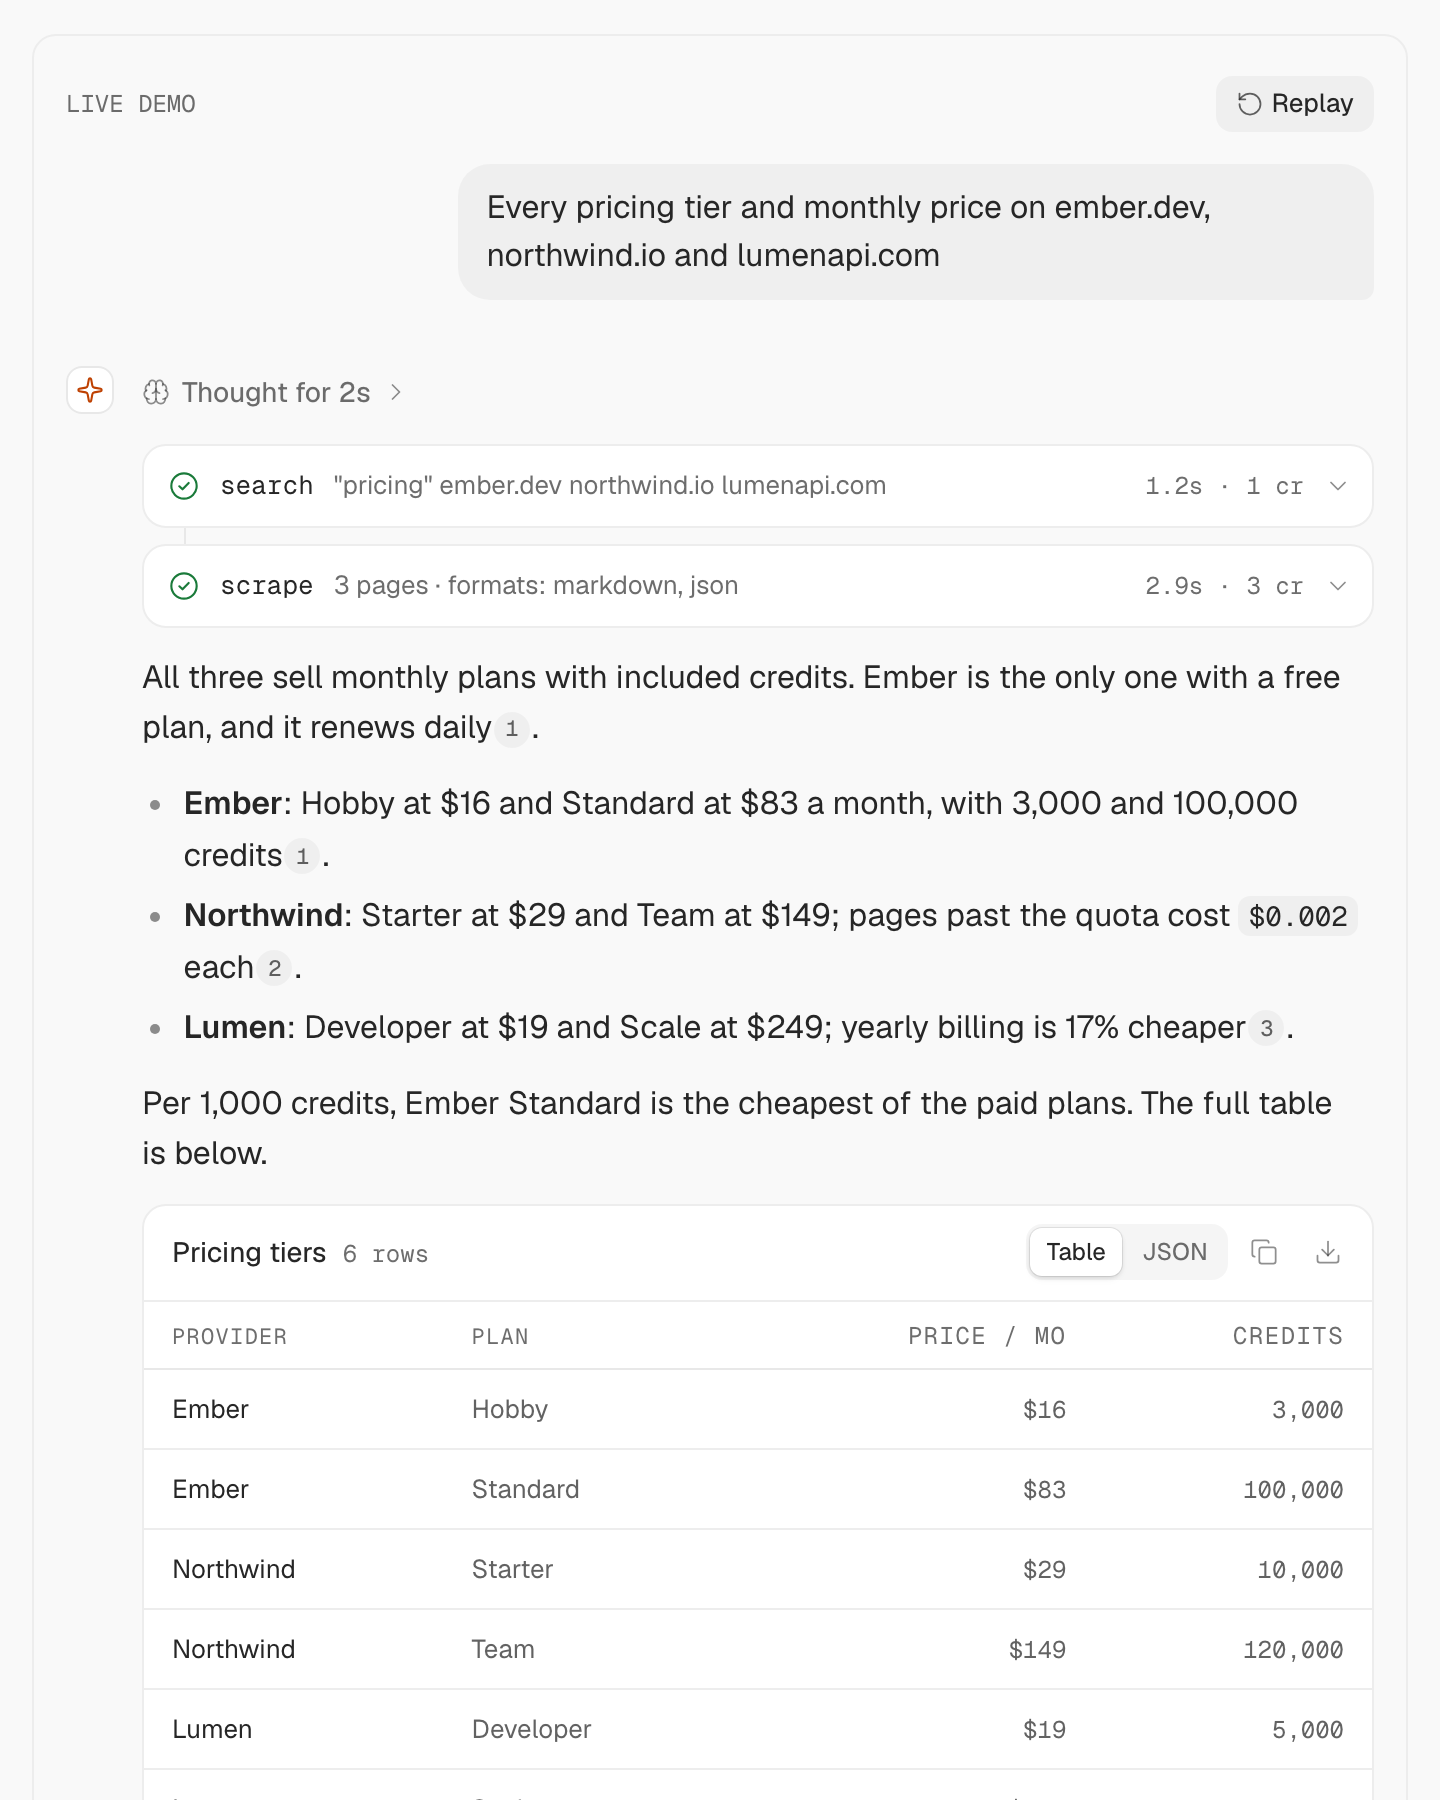 LIVE DEMO
Replay
Every pricing tier and monthly price on ember.dev,
northwind.io and lumenapi.com
Thought for 2s
search "pricing" ember.dev northwind.io lumenapi.com 1.2s · 1 cr
scrape 3 pages · formats: markdown, json 2.9s · 3 cr
All three sell monthly plans with included credits. Ember is the only one with a free
plan, and it renews daily 1.
Ember: Hobby at $16 and Standard at $83 a month, with 3,000 and 100,000
credits 1.
Northwind: Starter at $29 and Team at $149; pages past the quota cost $0.002
each 2.
Lumen: Developer at $19 and Scale at $249; yearly billing is 17% cheaper 3.
Per 1,000 credits, Ember Standard is the cheapest of the paid plans. The full table
is below.
Pricing tiers 6 rows Table JSON
PROVIDER PLAN PRICE / MO CREDITS
Ember Hobby $16 3,000
Ember Standard $83 100,000
Northwind Starter $29 10,000
Northwind Team $149 120,000
Lumen Developer $19 5,000